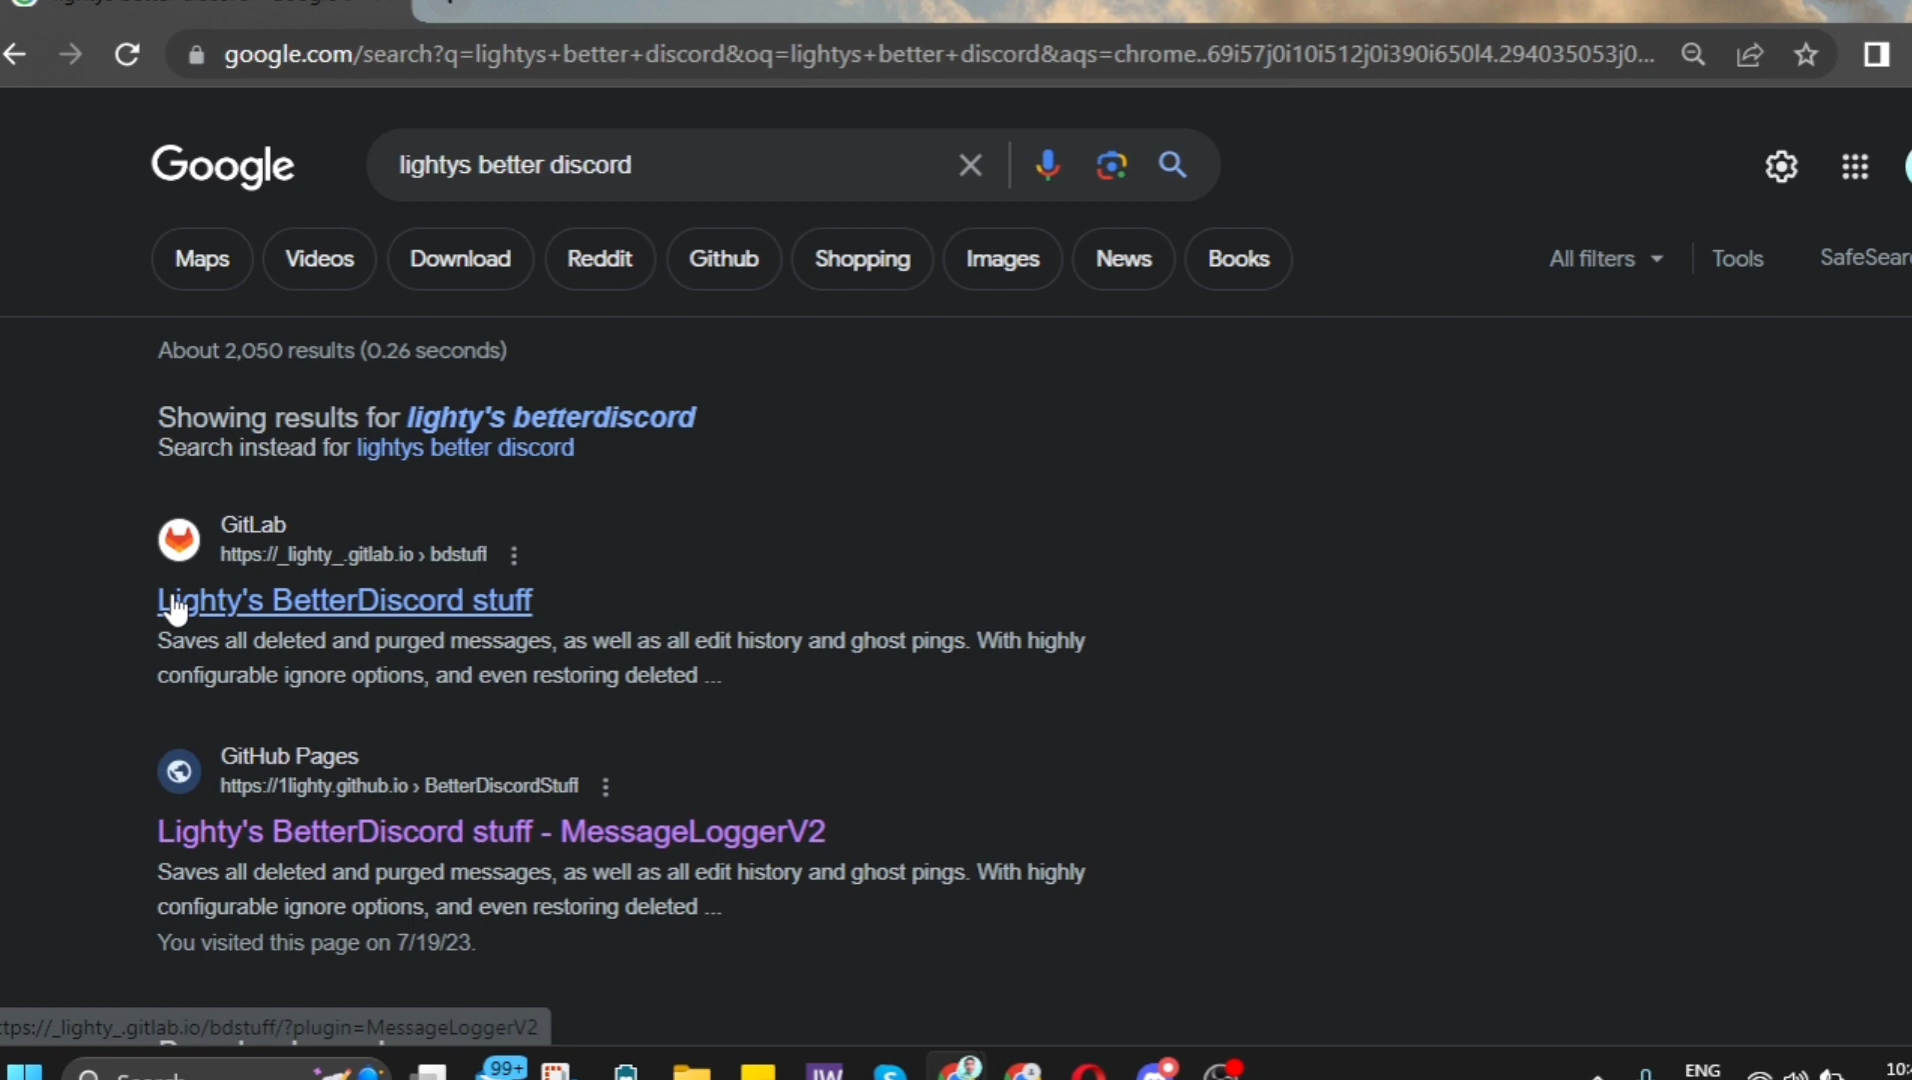 google.com/search?q=lightys+better+discord&oq=lightys+better+discord&aqs=chrome..69i57j0i10i512j0i390i650l4.294035053j0...
Google
lightys better discord
Maps
Videos
Download
Reddit
Github
Shopping
Images
News
Books
All filters
Tools
SafeSear
About 2,050 results (0.26 seconds)
Showing results for lighty's betterdiscord
Search instead for lightys better discord
GitLab
https://_lighty_.gitlab.io › bdstuff
Lighty's BetterDiscord stuff
Saves all deleted and purged messages, as well as all edit history and ghost pings. With highly
configurable ignore options, and even restoring deleted ...
GitHub Pages
https://1lighty.github.io › BetterDiscordStuff
Lighty's BetterDiscord stuff - MessageLoggerV2
Saves all deleted and purged messages, as well as all edit history and ghost pings. With highly
configurable ignore options, and even restoring deleted ...
You visited this page on 7/19/23.
ttps://_lighty_.gitlab.io/bdstuff/?plugin=MessageLoggerV2
Search
99+
ENG
10: